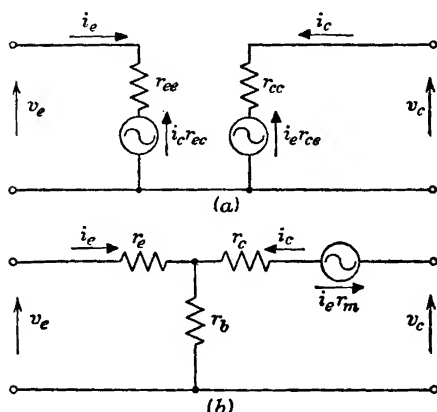 i_e
i_c
r_ee
r_cc
v_e
i_c r_ec
i_e r_ce
v_c
(a)
i_e
r_e
r_c
i_c
v_e
r_b
i_e r_m
v_c
(b)